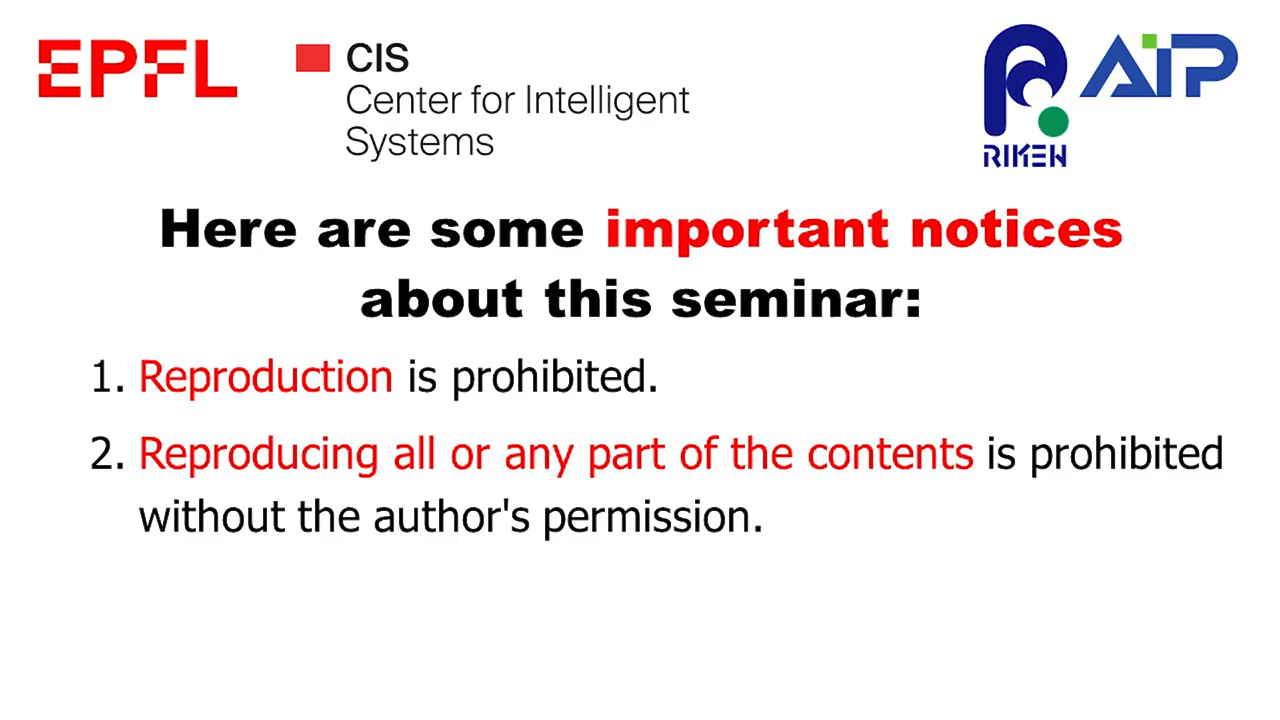 EPFL
CIS
Center for Intelligent
Systems
RIKEN
AIP
Here are some important notices
about this seminar:
1. Reproduction is prohibited.
2. Reproducing all or any part of the contents is prohibited
without the author's permission.